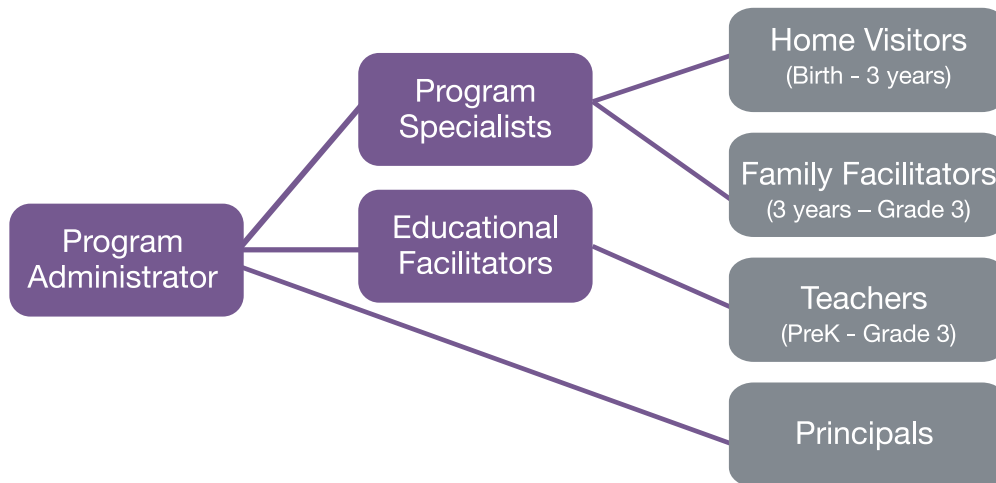 Program
Administrator
Program
Specialists
Educational
Facilitators
Home Visitors
(Birth - 3 years)
Family Facilitators
(3 years – Grade 3)
Teachers
(PreK - Grade 3)
Principals